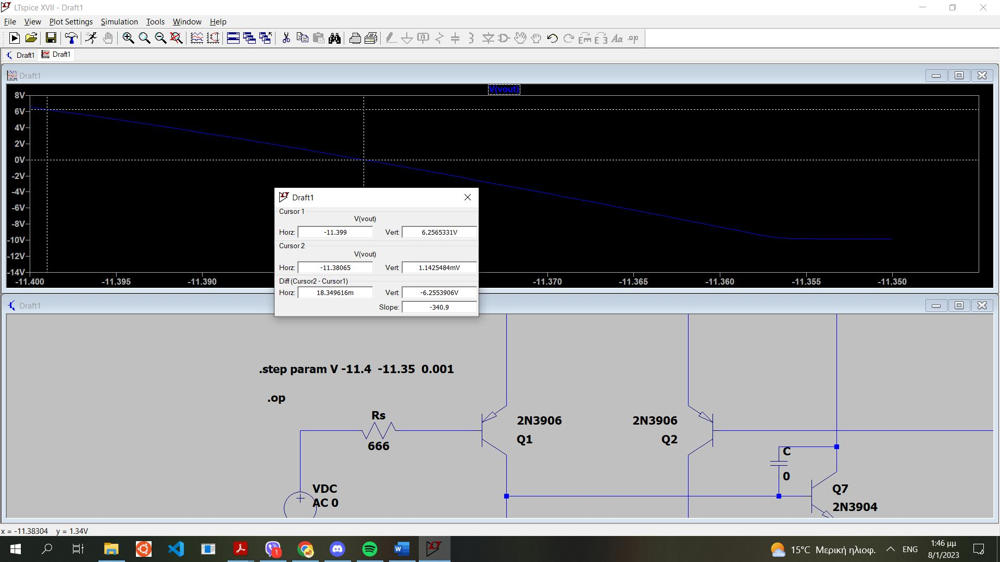 LTspice XVII - Draft1
File View Plot Settings Simulation Tools Window Help
Draft1 Draft1
Draft1
V(vout)
8V
6V
4V
2V
0V
-2V
-4V
-6V
-8V
-10V
-12V
-14V
-11.400 -11.395 -11.390 -11.370 -11.365 -11.360 -11.355 -11.350
Draft1
Cursor 1
V(vout)
Horz: -11.399 Vert: 6.2565331V
Cursor 2
V(vout)
Horz: -11.38065 Vert: 1.1425484mV
Diff (Cursor2 - Cursor1)
Horz: 18.349616m Vert: -6.2553906V
Slope: -340.9
Draft1
.step param V -11.4 -11.35 0.001
.op
Rs
666
2N3906
Q1
2N3906
Q2
C
0
VDC
AC 0
Q7
2N3904
x = -11.38304 y = 1.34V
1
15°C Μερική ηλιοφ. ENG
1:46 μμ
8/1/2023